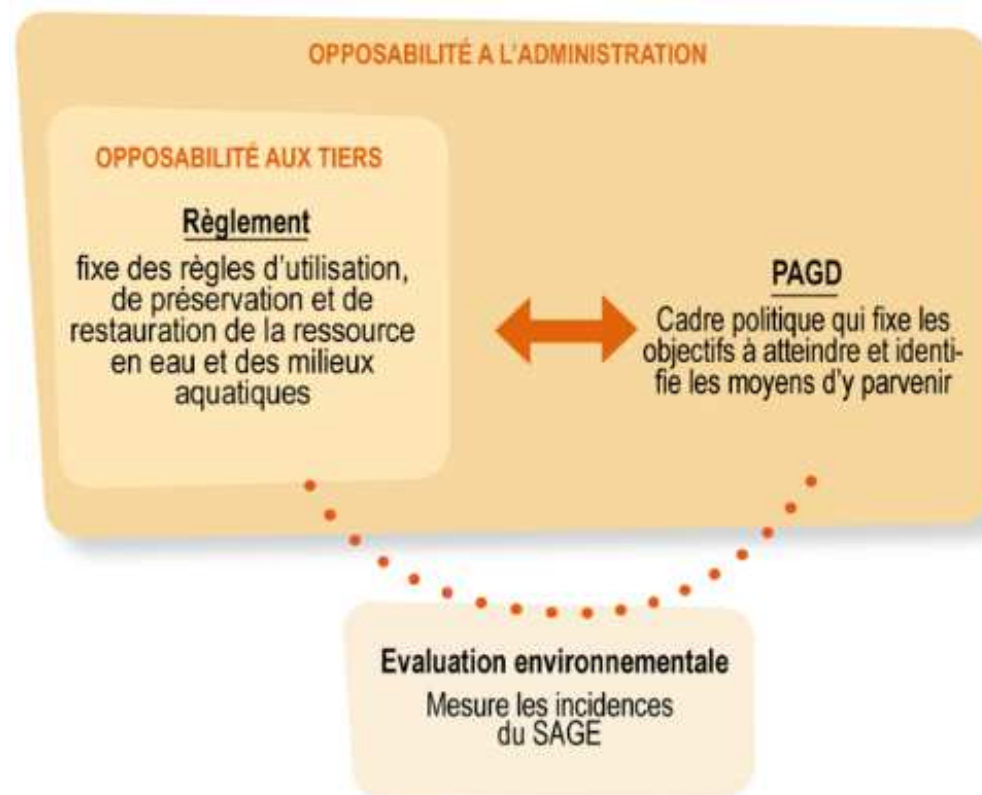 OPPOSABILITÉ A L'ADMINISTRATION
OPPOSABILITÉ AUX TIERS
Règlement
fixe des règles d'utilisation,
de préservation et de
restauration de la ressource
en eau et des milieux
aquatiques
PAGD
Cadre politique qui fixe les
objectifs à atteindre et identi-
fie les moyens d'y parvenir
Evaluation environnementale
Mesure les incidences
du SAGE